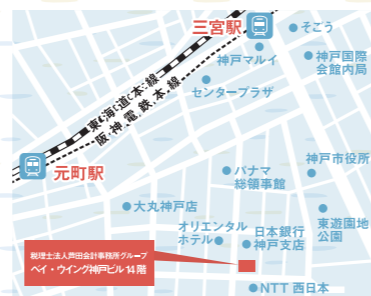 三宮駅
そごう
神戸マルイ
神戸国際
会館内局
センタープラザ
東海道本線
阪神電鉄本線
元町駅
パナマ
総領事館
神戸市役所
大丸神戸店
東遊園地
公園
オリエンタル
ホテル
日本銀行
神戸支店
税理士法人芦田会計事務所グループ
ベイ・ウイング神戸ビル 14階
NTT 西日本